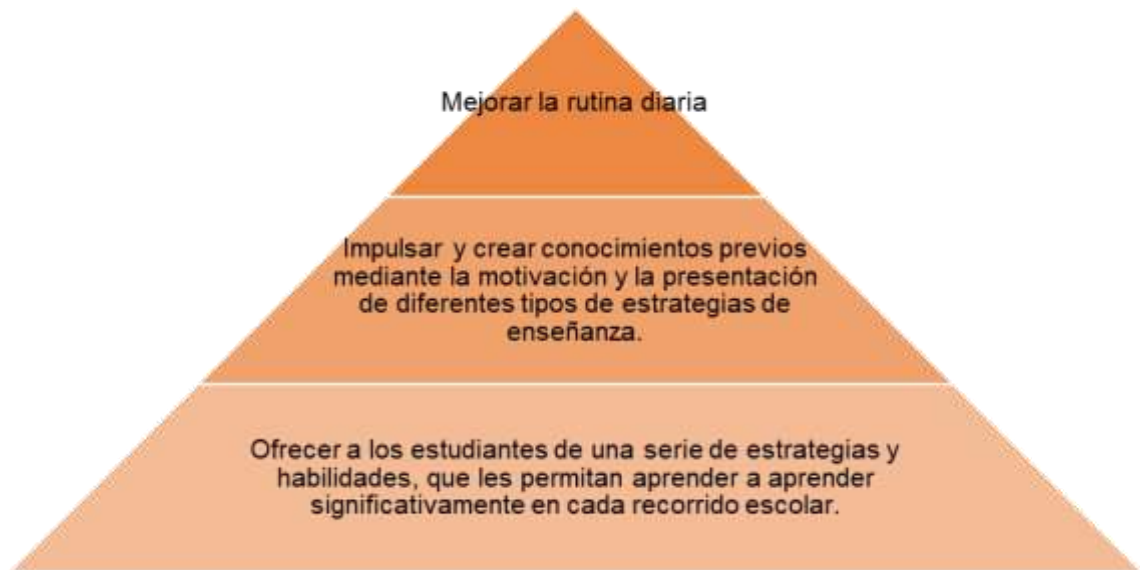 Mejorar la rutina diaria
Impulsar y crear conocimientos previos
mediante la motivación y la presentación
de diferentes tipos de estrategias de
enseñanza.
Ofrecer a los estudiantes de una serie de estrategias y
habilidades, que les permitan aprender a aprender
significativamente en cada recorrido escolar.